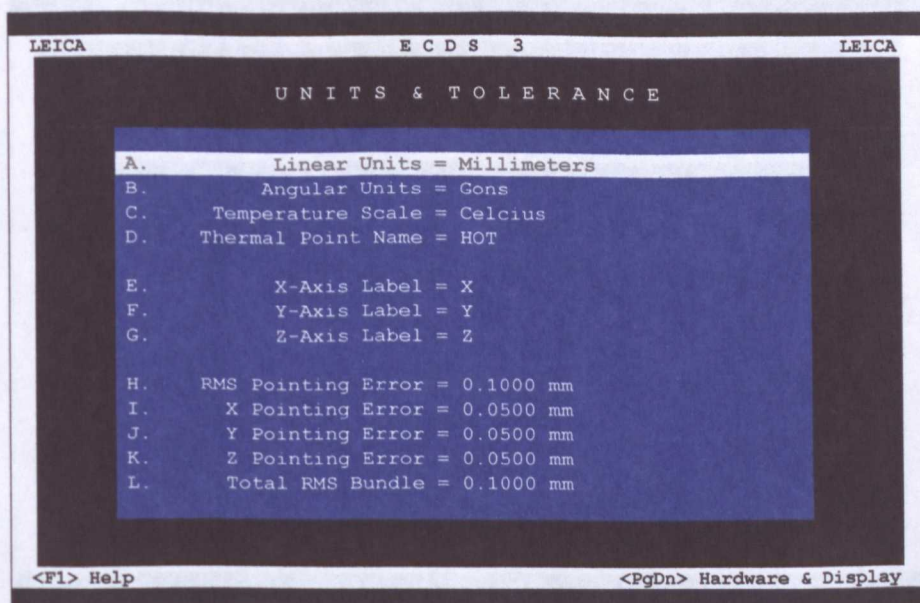 LEICA E C D S 3 LEICA
U N I T S & T O L E R A N C E
A. Linear Units = Millimeters
B. Angular Units = Gons
C. Temperature Scale = Celcius
D. Thermal Point Name = HOT
E. X-Axis Label = X
F. Y-Axis Label = Y
G. Z-Axis Label = Z
H. RMS Pointing Error = 0.1000 mm
I. X Pointing Error = 0.0500 mm
J. Y Pointing Error = 0.0500 mm
K. Z Pointing Error = 0.0500 mm
L. Total RMS Bundle = 0.1000 mm
<F1> Help <PgDn> Hardware & Display